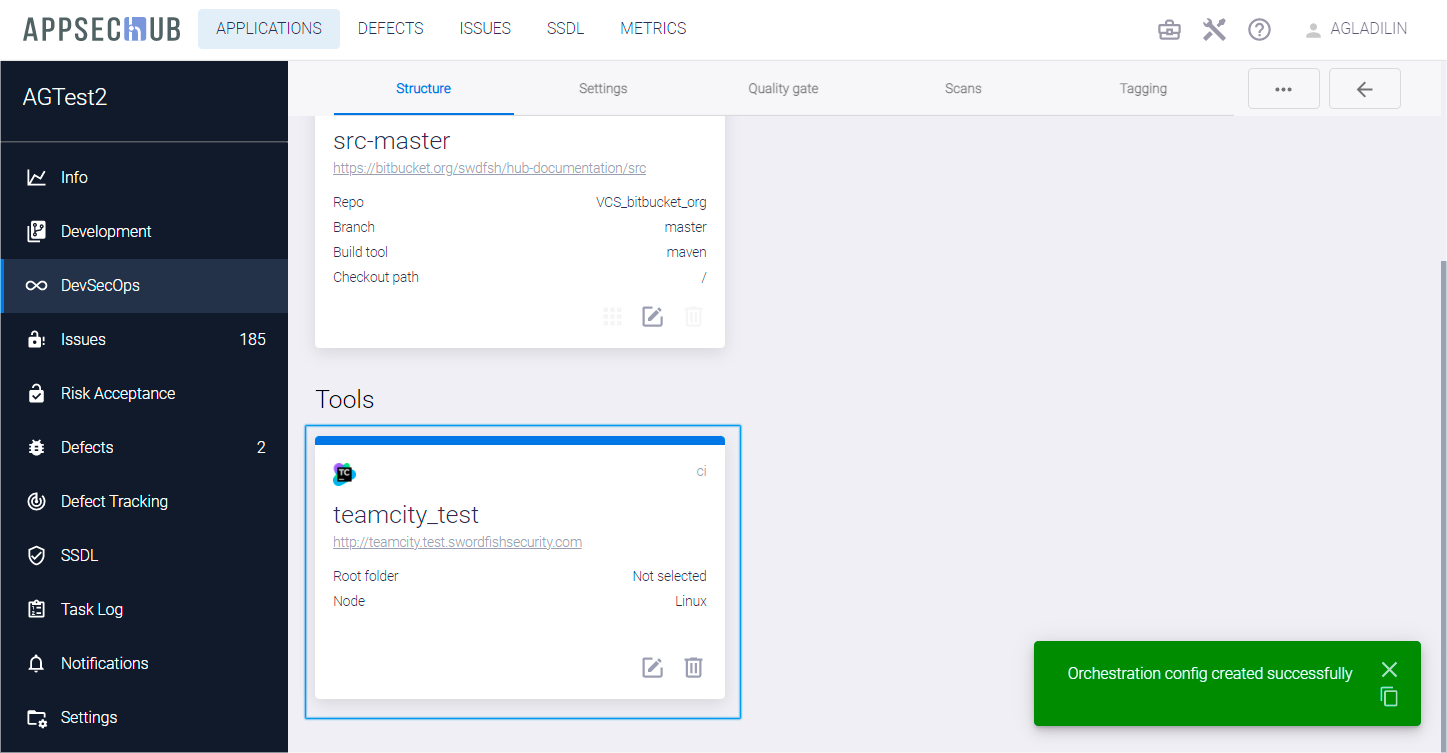 APPSECHUB
APPLICATIONS
DEFECTS
ISSUES
SSDL
METRICS
AGLADILIN
AGTest2
Info
Development
DevSecOps
Issues 185
Risk Acceptance
Defects 2
Defect Tracking
SSDL
Task Log
Notifications
Settings
Structure
Settings
Quality gate
Scans
Tagging
src-master
https://bitbucket.org/swdfsh/hub-documentation/src
Repo VCS_bitbucket_org
Branch master
Build tool maven
Checkout path /
Tools
TC
ci
teamcity_test
http://teamcity.test.swordfishsecurity.com
Root folder Not selected
Node Linux
Orchestration config created successfully